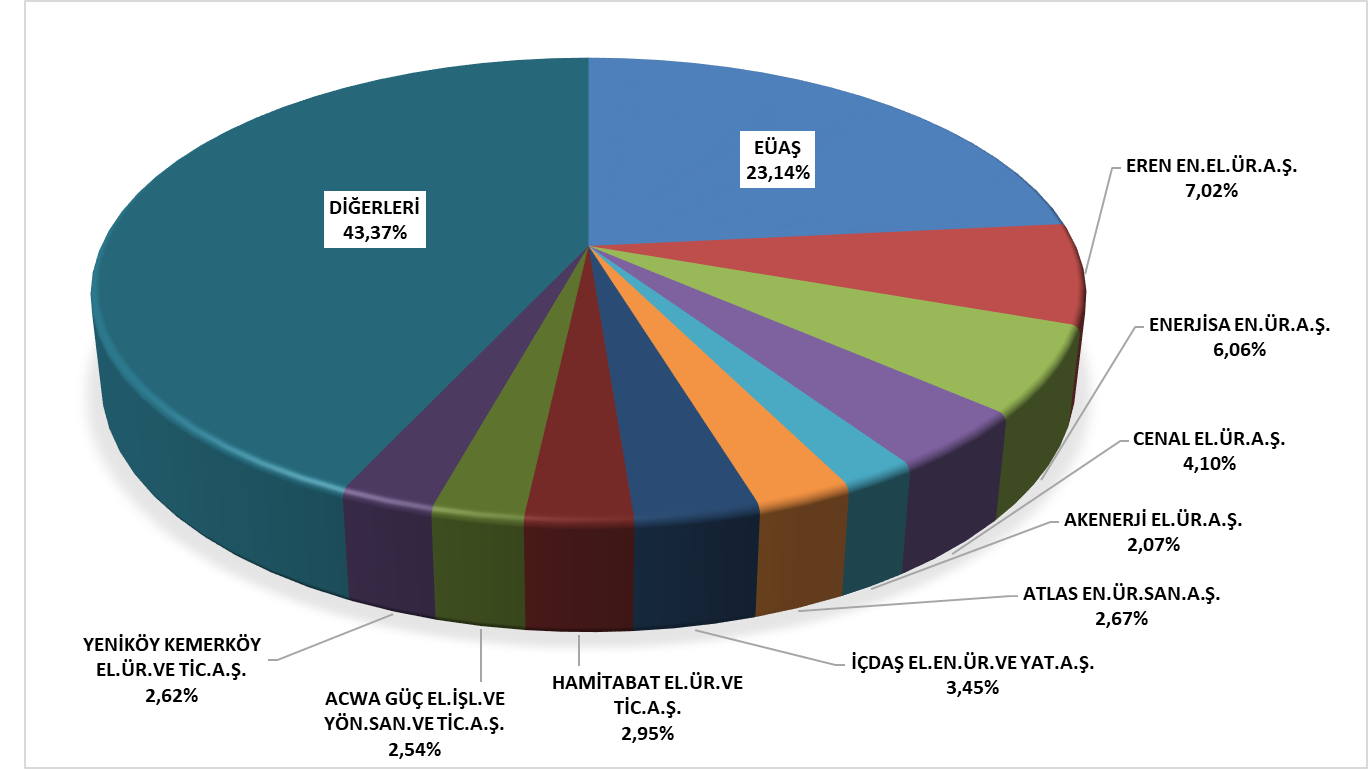 EÜAŞ
23,14%
EREN EN.EL.ÜR.A.Ş.
7,02%
DİĞERLERİ
43,37%
ENERJİSA EN.ÜR.A.Ş.
6,06%
CENAL EL.ÜR.A.Ş.
4,10%
AKENERJİ EL.ÜR.A.Ş.
2,07%
ATLAS EN.ÜR.SAN.A.Ş.
2,67%
İÇDAŞ EL.EN.ÜR.VE YAT.A.Ş.
3,45%
HAMİTABAT EL.ÜR.VE
TİC.A.Ş.
2,95%
ACWA GÜÇ EL.İŞL.VE
YÖN.SAN.VE TİC.A.Ş.
2,54%
YENİKÖY KEMERKÖY
EL.ÜR.VE TİC.A.Ş.
2,62%